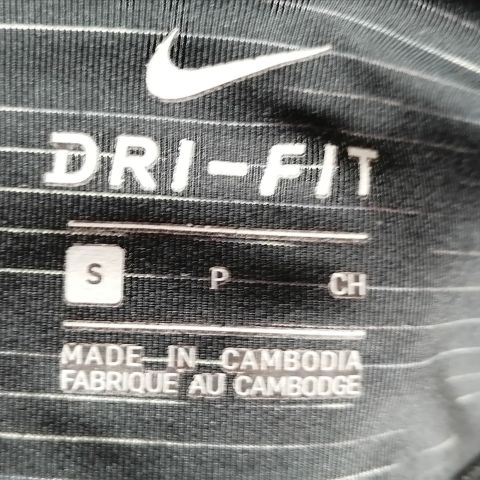 DRI-FIT
S P CH
MADE IN CAMBODIA
FABRIQUE AU CAMBODGE